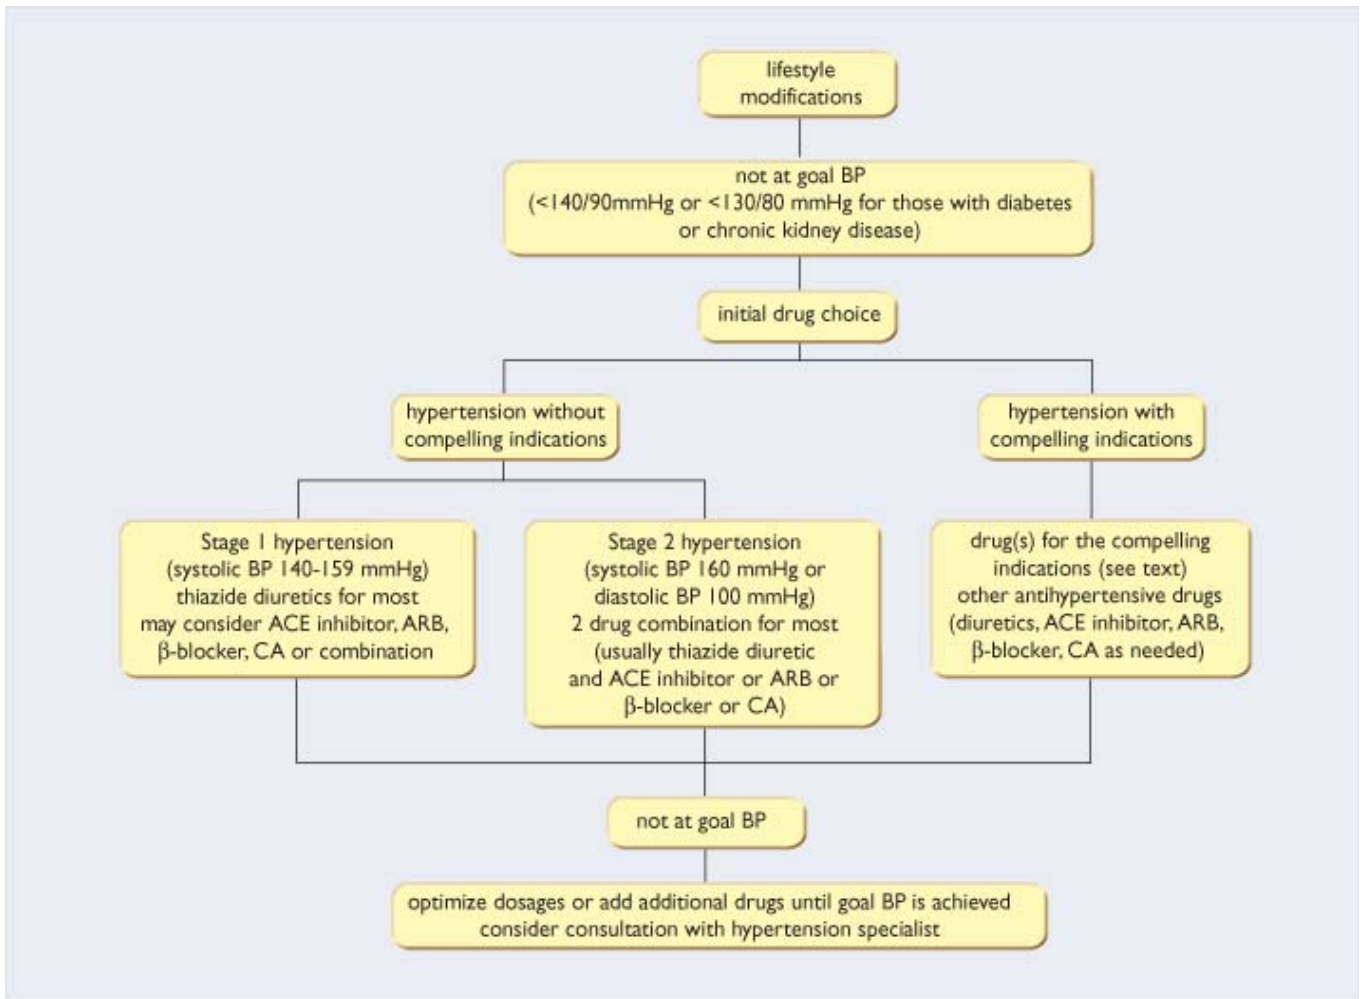 lifestyle
modifications
not at goal BP
(<140/90mmHg or <130/80 mmHg for those with diabetes
or chronic kidney disease)
initial drug choice
hypertension without
compelling indications
hypertension with
compelling indications
Stage 1 hypertension
(systolic BP 140-159 mmHg)
thiazide diuretics for most
may consider ACE inhibitor, ARB,
β-blocker, CA or combination
Stage 2 hypertension
(systolic BP 160 mmHg or
diastolic BP 100 mmHg)
2 drug combination for most
(usually thiazide diuretic
and ACE inhibitor or ARB or
β-blocker or CA)
drug(s) for the compelling
indications (see text)
other antihypertensive drugs
(diuretics, ACE inhibitor, ARB,
β-blocker, CA as needed)
not at goal BP
optimize dosages or add additional drugs until goal BP is achieved
consider consultation with hypertension specialist